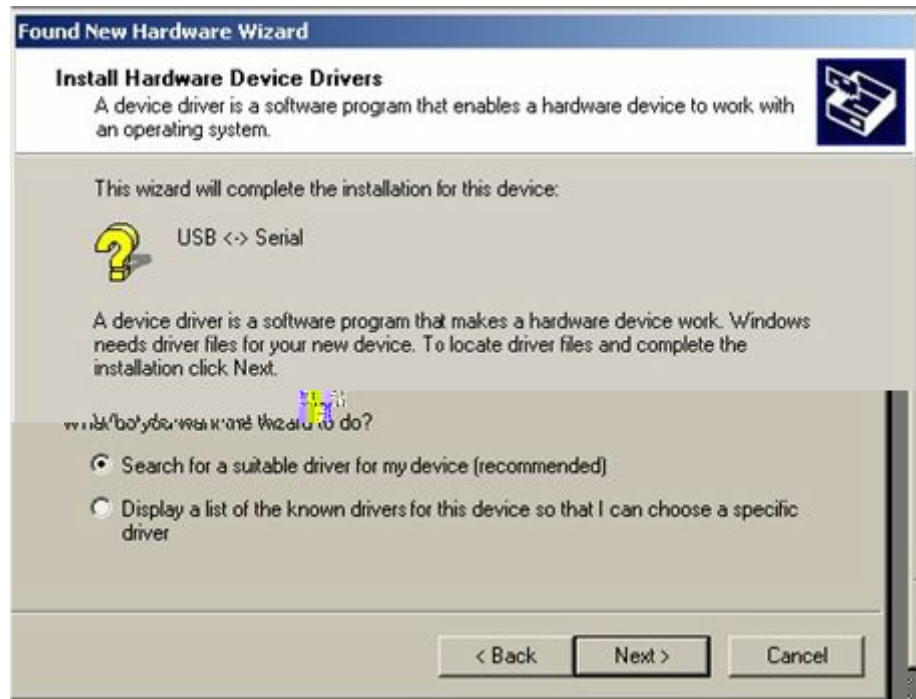 Found New Hardware Wizard
Install Hardware Device Drivers
A device driver is a software program that enables a hardware device to work with
an operating system.
This wizard will complete the installation for this device:
USB <-> Serial
A device driver is a software program that makes a hardware device work. Windows
needs driver files for your new device. To locate driver files and complete the
installation click Next.
do?
Search for a suitable driver for my device (recommended)
Display a list of the known drivers for this device so that I can choose a specific
driver
< Back
Next >
Cancel